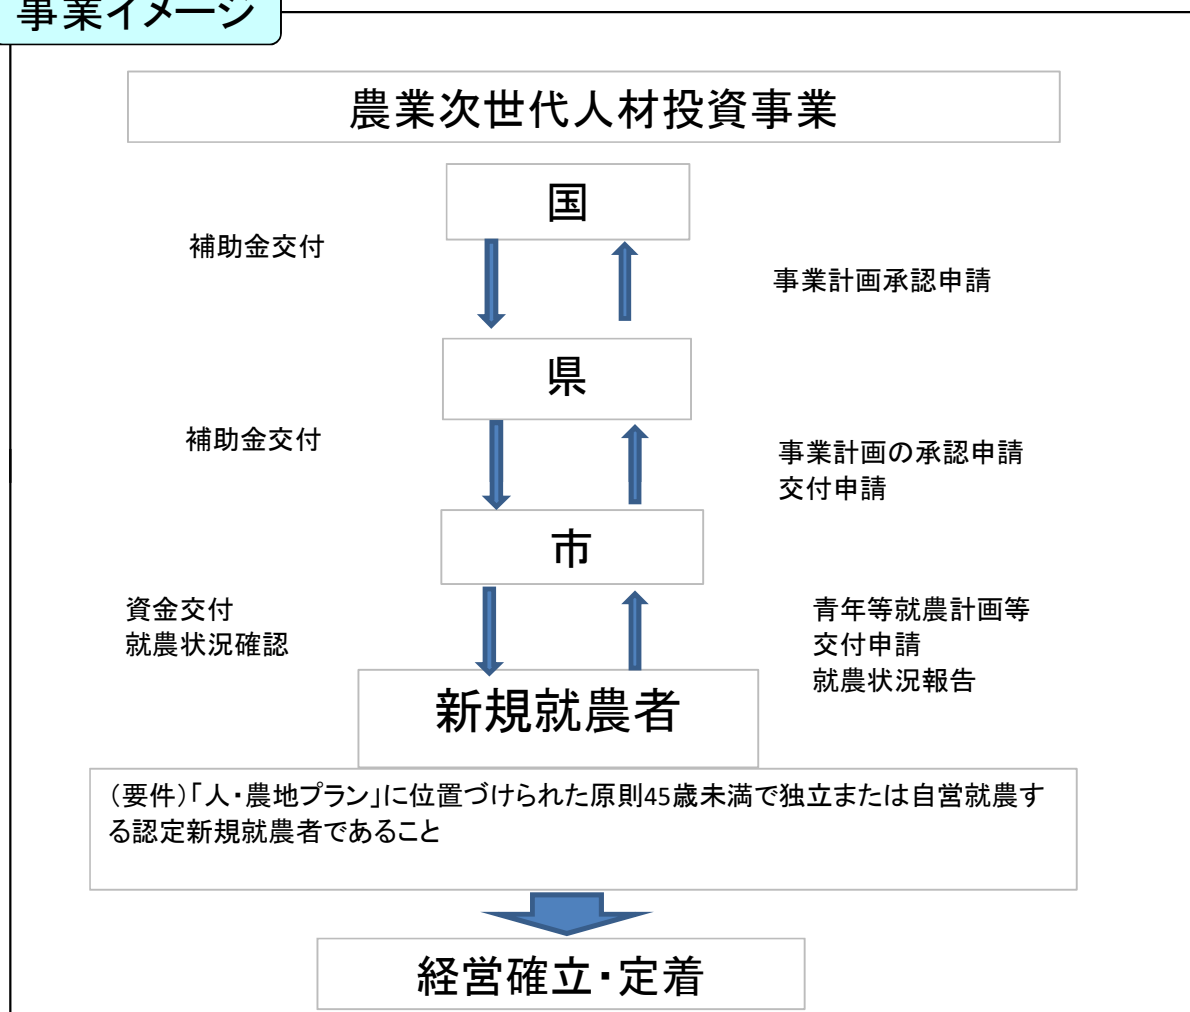 事業イメージ
農業次世代人材投資事業
国
補助金交付
事業計画承認申請
県
補助金交付
事業計画の承認申請
交付申請
市
資金交付
就農状況確認
青年等就農計画等
交付申請
就農状況報告
新規就農者
（要件）「人・農地プラン」に位置づけられた原則45歳未満で独立または自営就農す
る認定新規就農者であること
経営確立・定着